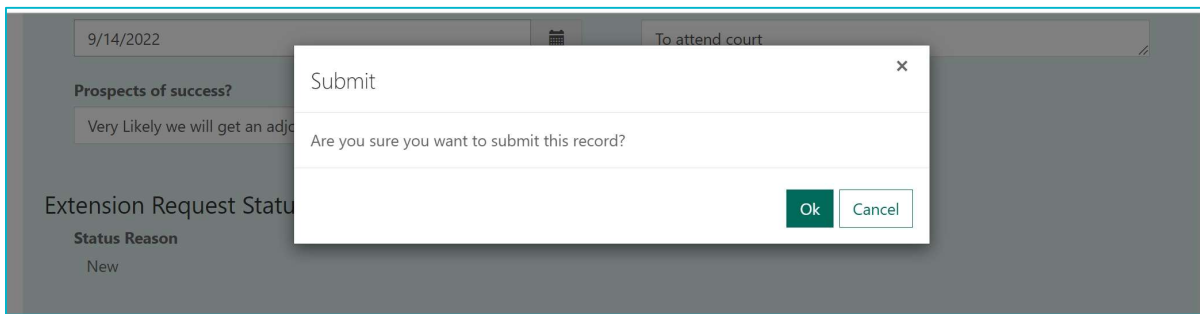 9/14/2022
To attend court
Submit
×
Prospects of success?
Very Likely we will get an adjo
Are you sure you want to submit this record?
Ok
Cancel
Extension Request Statu
Status Reason
New